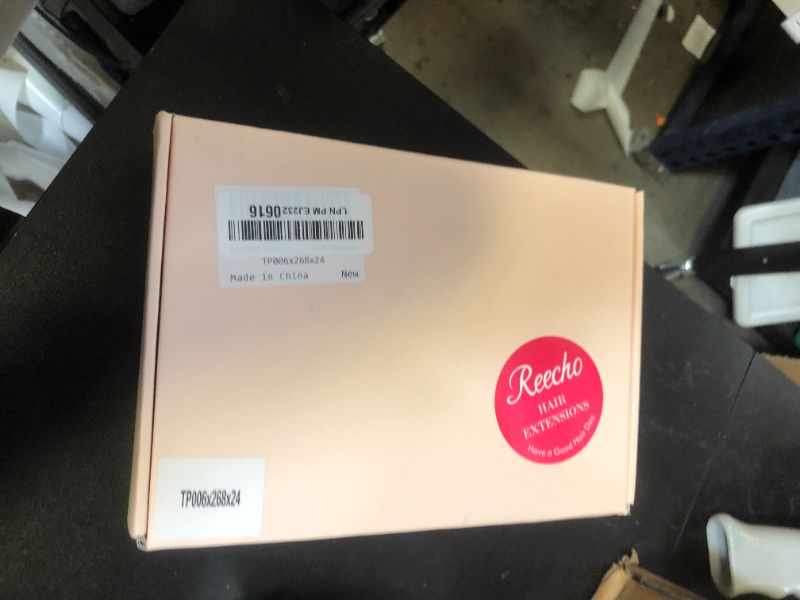 LPN PM EJ2320616
TP006x268x24
Made in China New
Reecho
HAIR
EXTENSIONS
Have a Good Hair Day
TP006x268x24